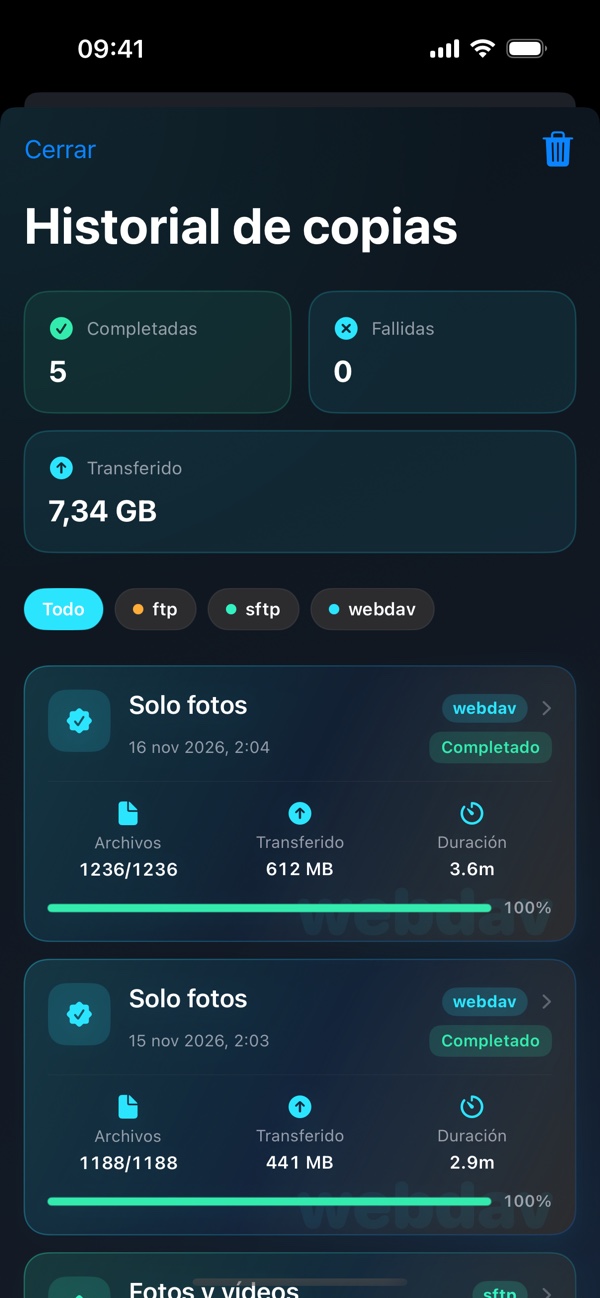 09:41
Cerrar
Historial de copias
Completadas
5
Fallidas
0
Transferido
7,34 GB
Todo
ftp
sftp
webdav
Solo fotos
webdav
16 nov 2026, 2:04
Completado
Archivos
1236/1236
Transferido
612 MB
Duración
3.6m
webdav
100%
Solo fotos
webdav
15 nov 2026, 2:03
Completado
Archivos
1188/1188
Transferido
441 MB
Duración
2.9m
webdav
100%
Fotos y vídeos
sftp